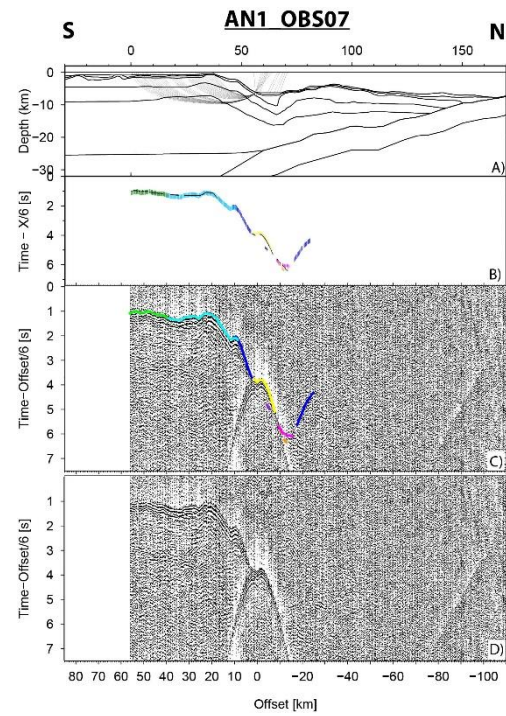 AN1_OBS07
S
N
0 50 100 150
0
−10
−20
−30
Depth (km)
A)
0
2
4
6
Time − X/6 [s]
B)
0
1
2
3
4
5
6
7
Time−Offset/6 [s]
C)
1
2
3
4
5
6
7
Time−Offset/6 [s]
D)
80 70 60 50 40 30 20 10 0 −20 −40 −60 −80 −100
Offset [km]